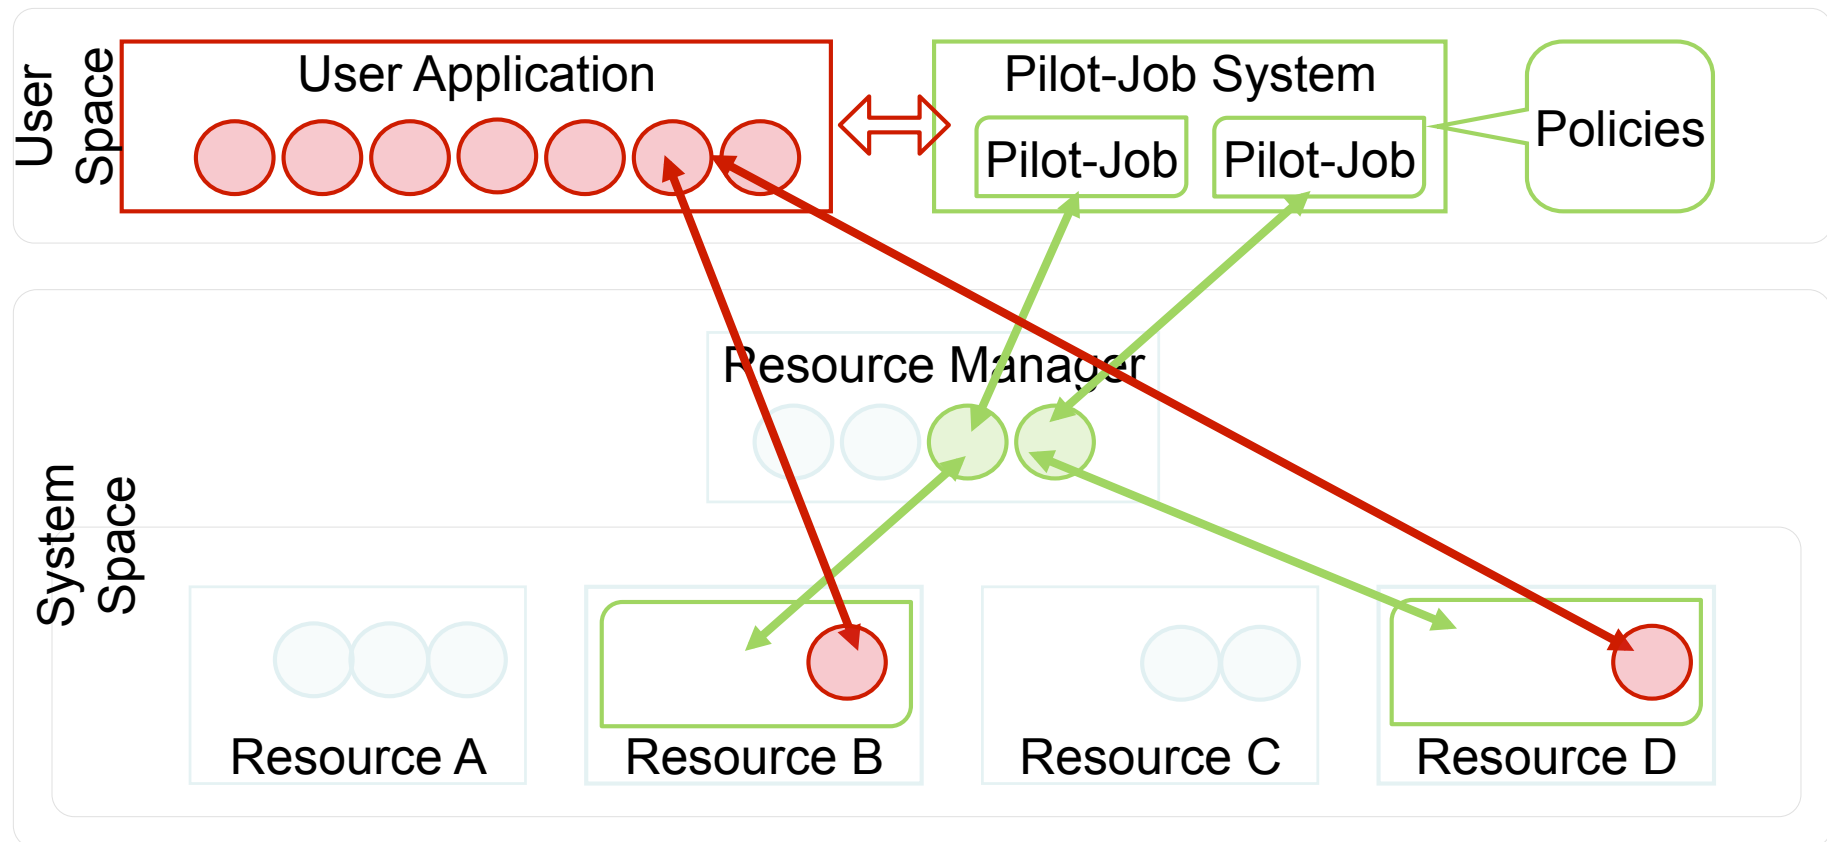 User
Space
User Application
Pilot-Job System
Pilot-Job
Pilot-Job
Policies
Resource Manager
System
Space
Resource A
Resource B
Resource C
Resource D